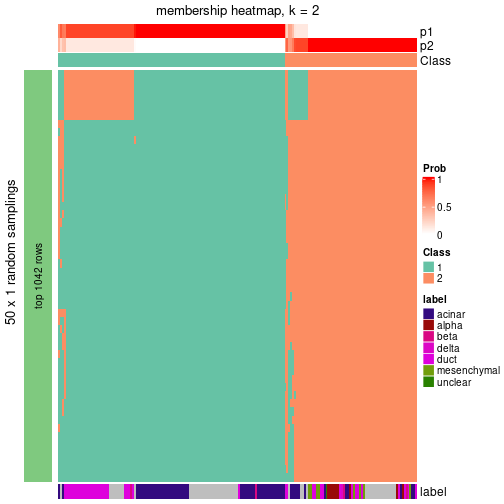 membership heatmap, k = 2
p1
p2
Class
50 x 1 random samplings
top 1042 rows
Prob
1
0.5
0
Class
1
2
label
acinar
alpha
beta
delta
duct
mesenchymal
unclear
label